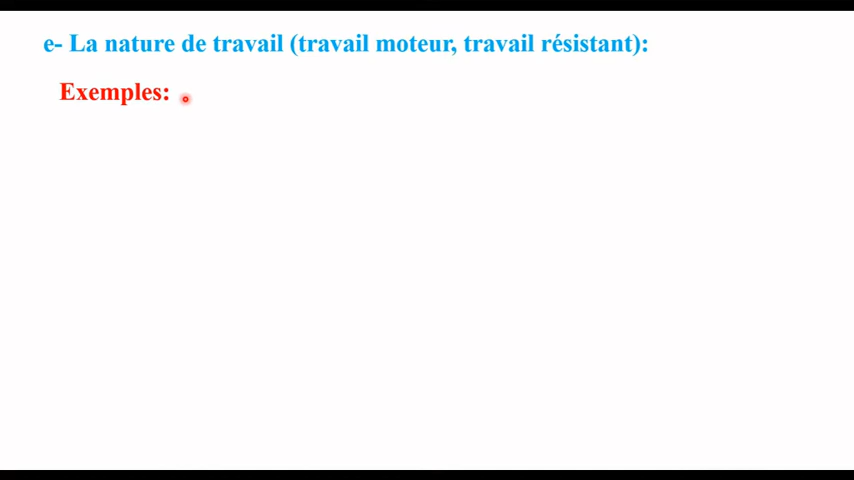 e- La nature de travail (travail moteur, travail résistant):
Exemples: